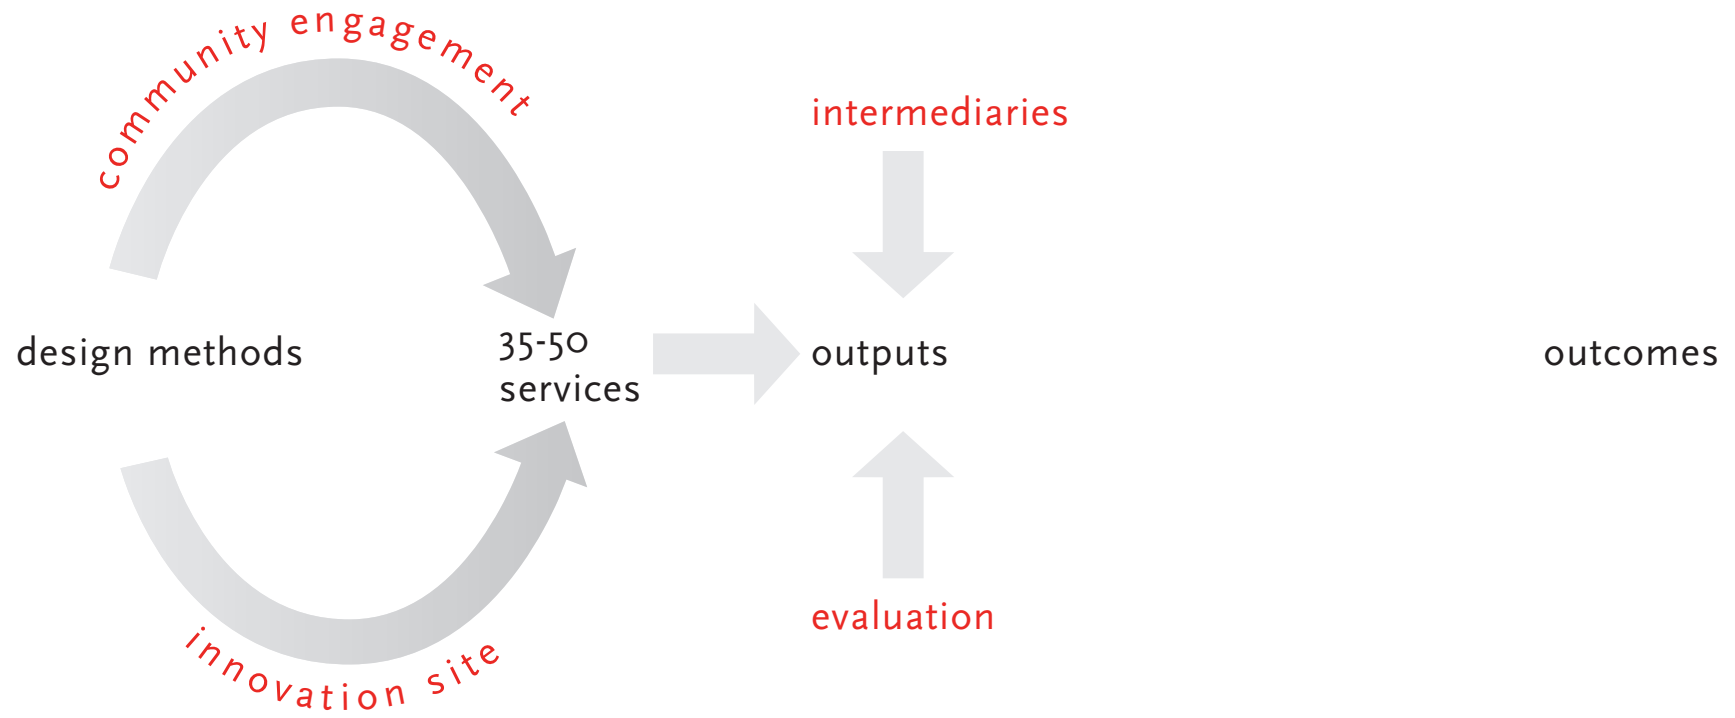 community engagement
intermediaries
design methods
35-50
services
outputs
outcomes
evaluation
innovation site